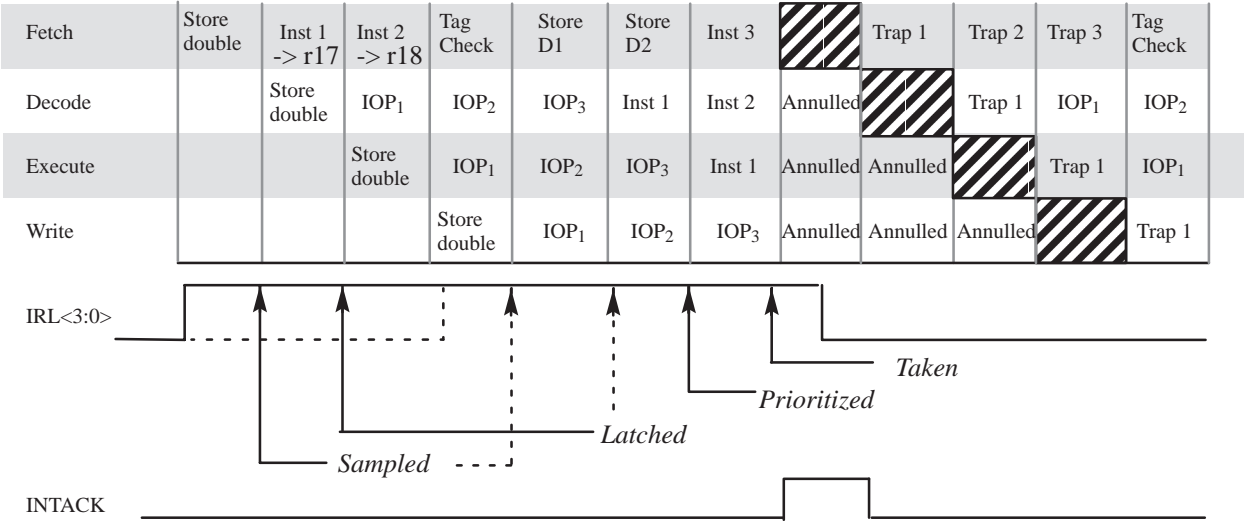 Fetch
Store double
Inst 1 -> r17
Inst 2 -> r18
Tag Check
Store D1
Store D2
Inst 3
Trap 1
Trap 2
Trap 3
Tag Check
Decode
Store double
IOP1
IOP2
IOP3
Inst 1
Inst 2
Annulled
Trap 1
IOP1
IOP2
Execute
Store double
IOP1
IOP2
IOP3
Inst 1
Annulled
Annulled
Trap 1
IOP1
Write
Store double
IOP1
IOP2
IOP3
Annulled
Annulled
Annulled
Trap 1
IRL<3:0>
Taken
Prioritized
Latched
Sampled
INTACK